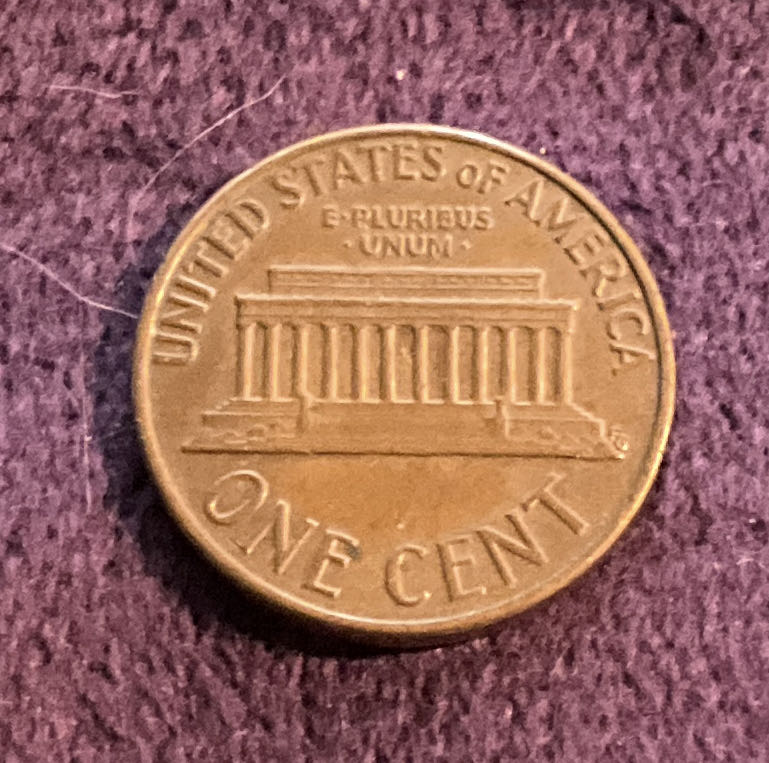 UNITED STATES OF AMERICA
E·PLURIBUS
·UNUM·
ONE CENT